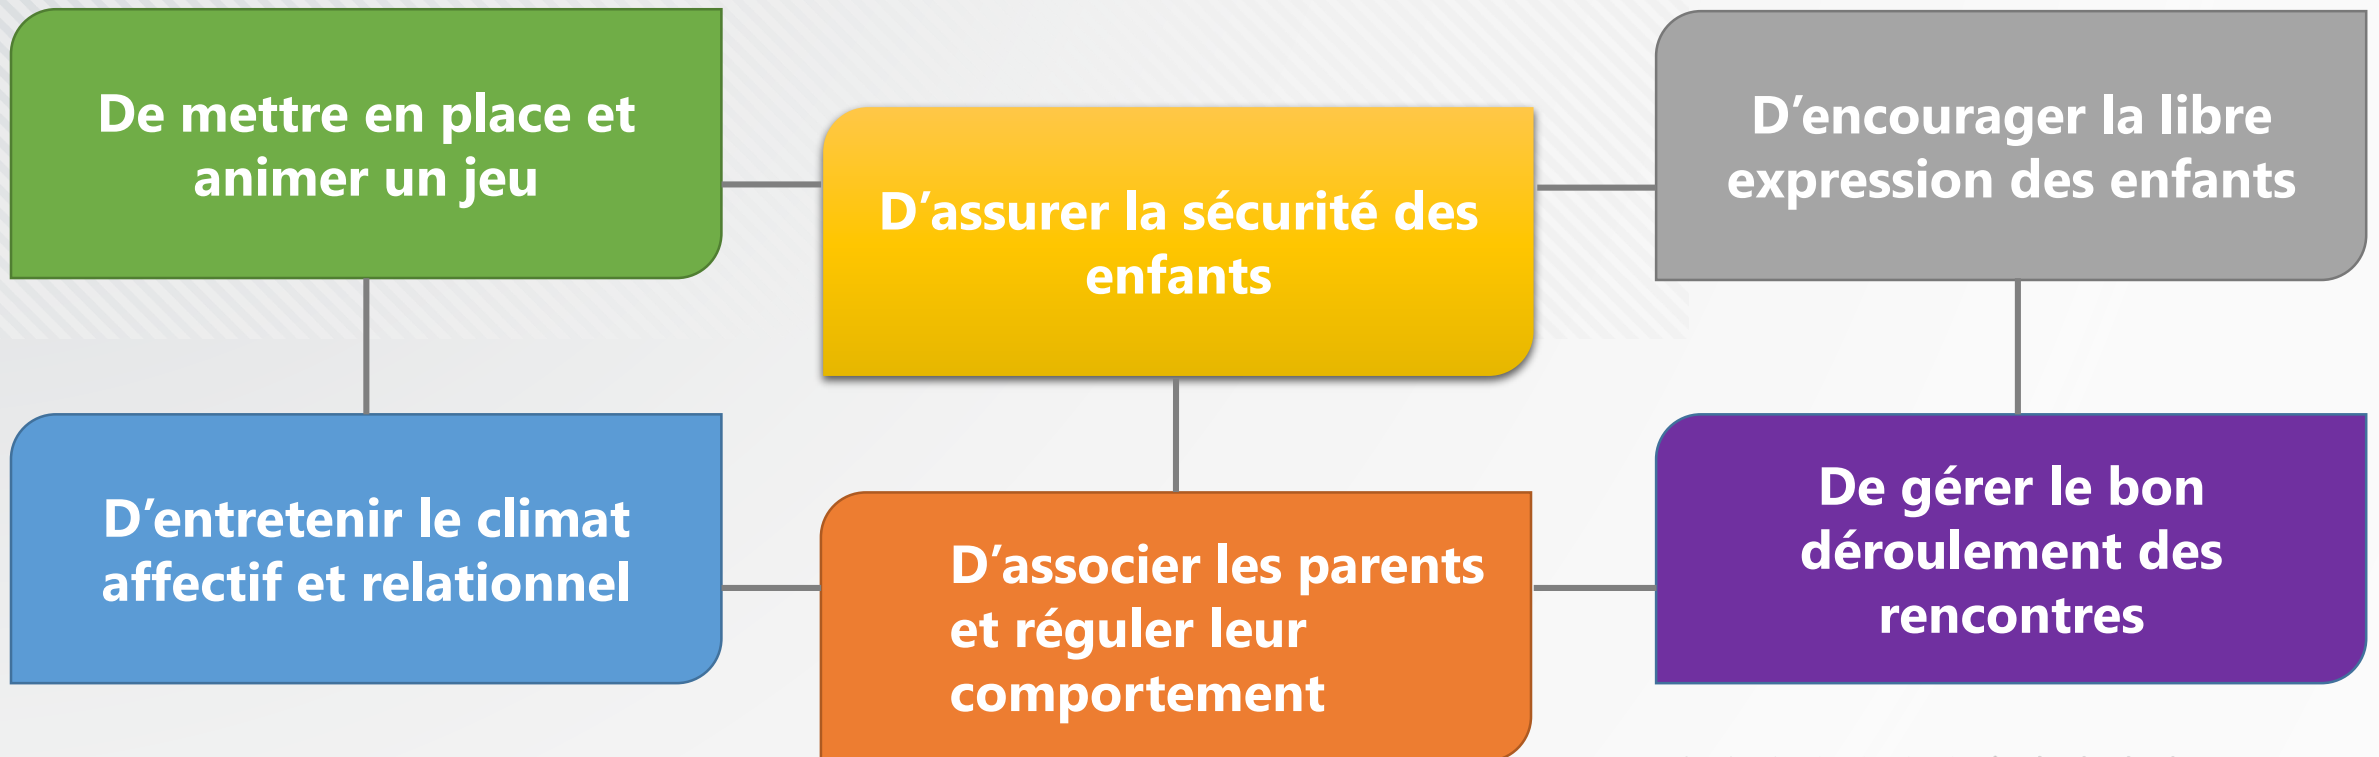 De mettre en place et
animer un jeu
D’assurer la sécurité des
enfants
D’encourager la libre
expression des enfants
D’entretenir le climat
affectif et relationnel
D’associer les parents
et réguler leur
comportement
De gérer le bon
déroulement des
rencontres